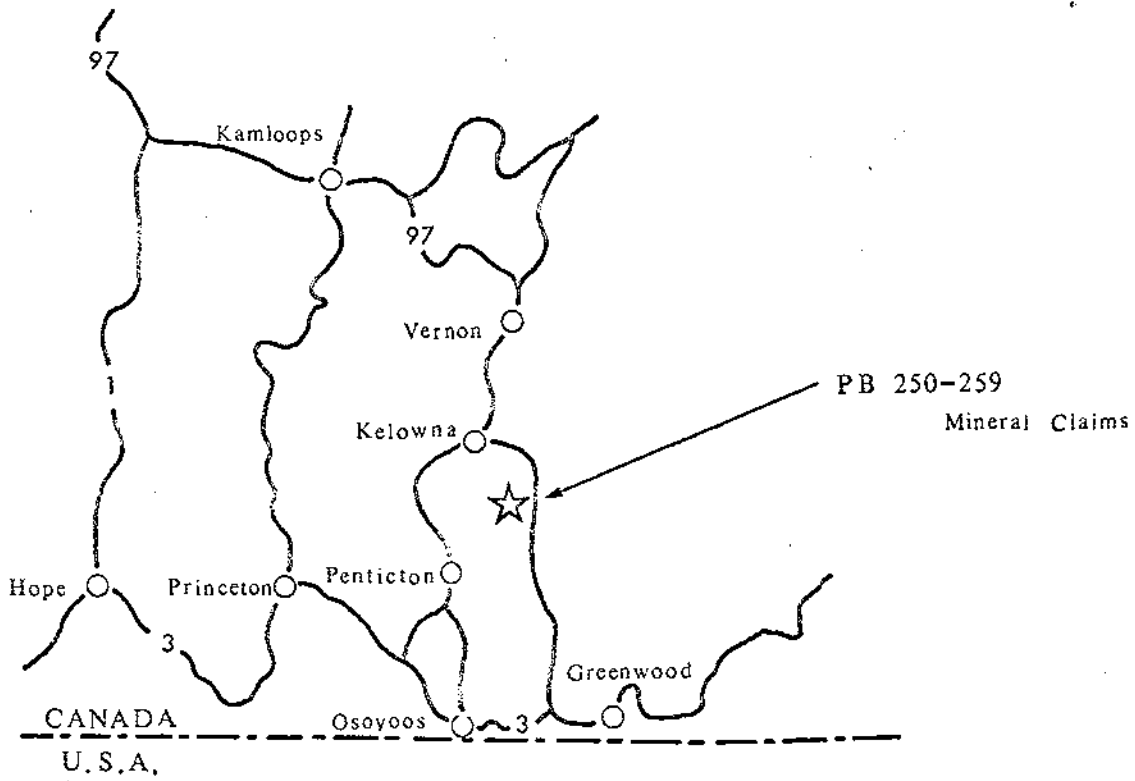 97
Kamloops
97
Vernon
1
PB 250-259
Mineral Claims
Kelowna
Hope
Princeton
Penticton
3
Greenwood
CANADA
Osoyoos
3
U.S.A.